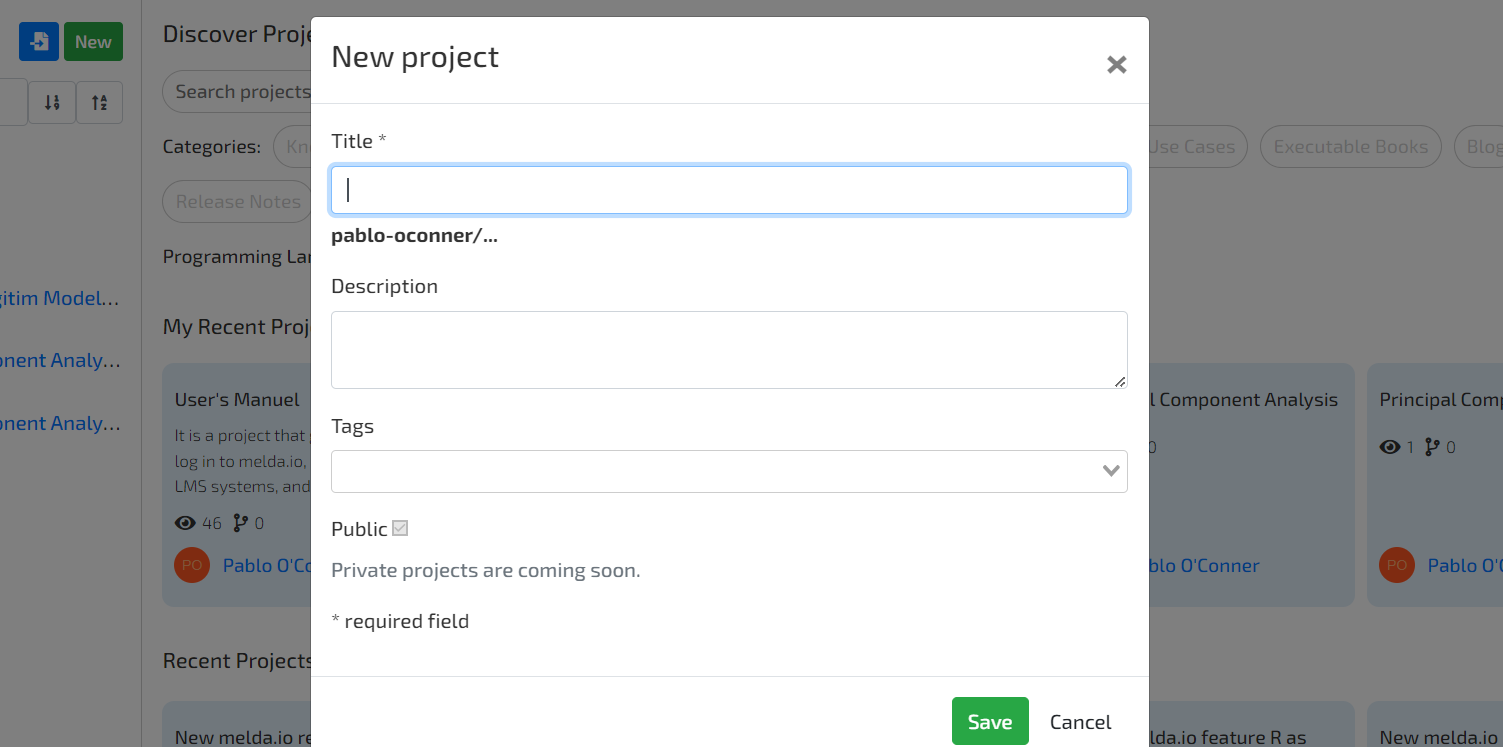 New
Discover Proje
Search projects
Categories:
Kn
Use Cases
Executable Books
Blog
Release Notes
Programming Lan
gitim Model...
My Recent Proj
onent Analy...
onent Analy...
User's Manuel
It is a project that g
log in to melda.io,
LMS systems, and
46 0
PO Pablo O'Co
l Component Analysis
0
blo O'Conner
Principal Comp
1 0
PO Pablo O'C
Recent Projects
New melda.io re
lda.io feature R as
New melda.io
New project
Title *
pablo-oconner/...
Description
Tags
Public
Private projects are coming soon.
* required field
Save Cancel